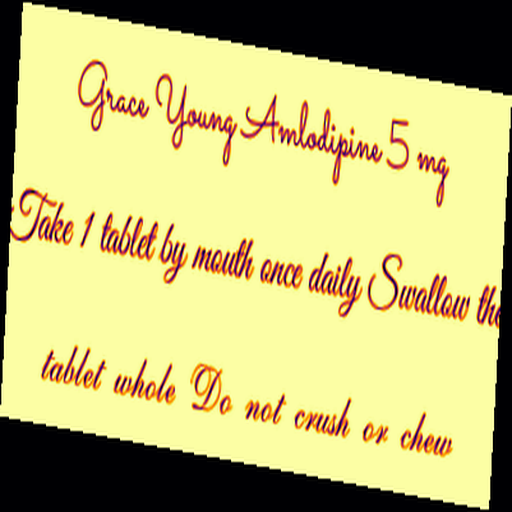 Grace Young Amlodipine 5 mg
Take 1 tablet by mouth once daily Swallow the
tablet whole Do not crush or chew